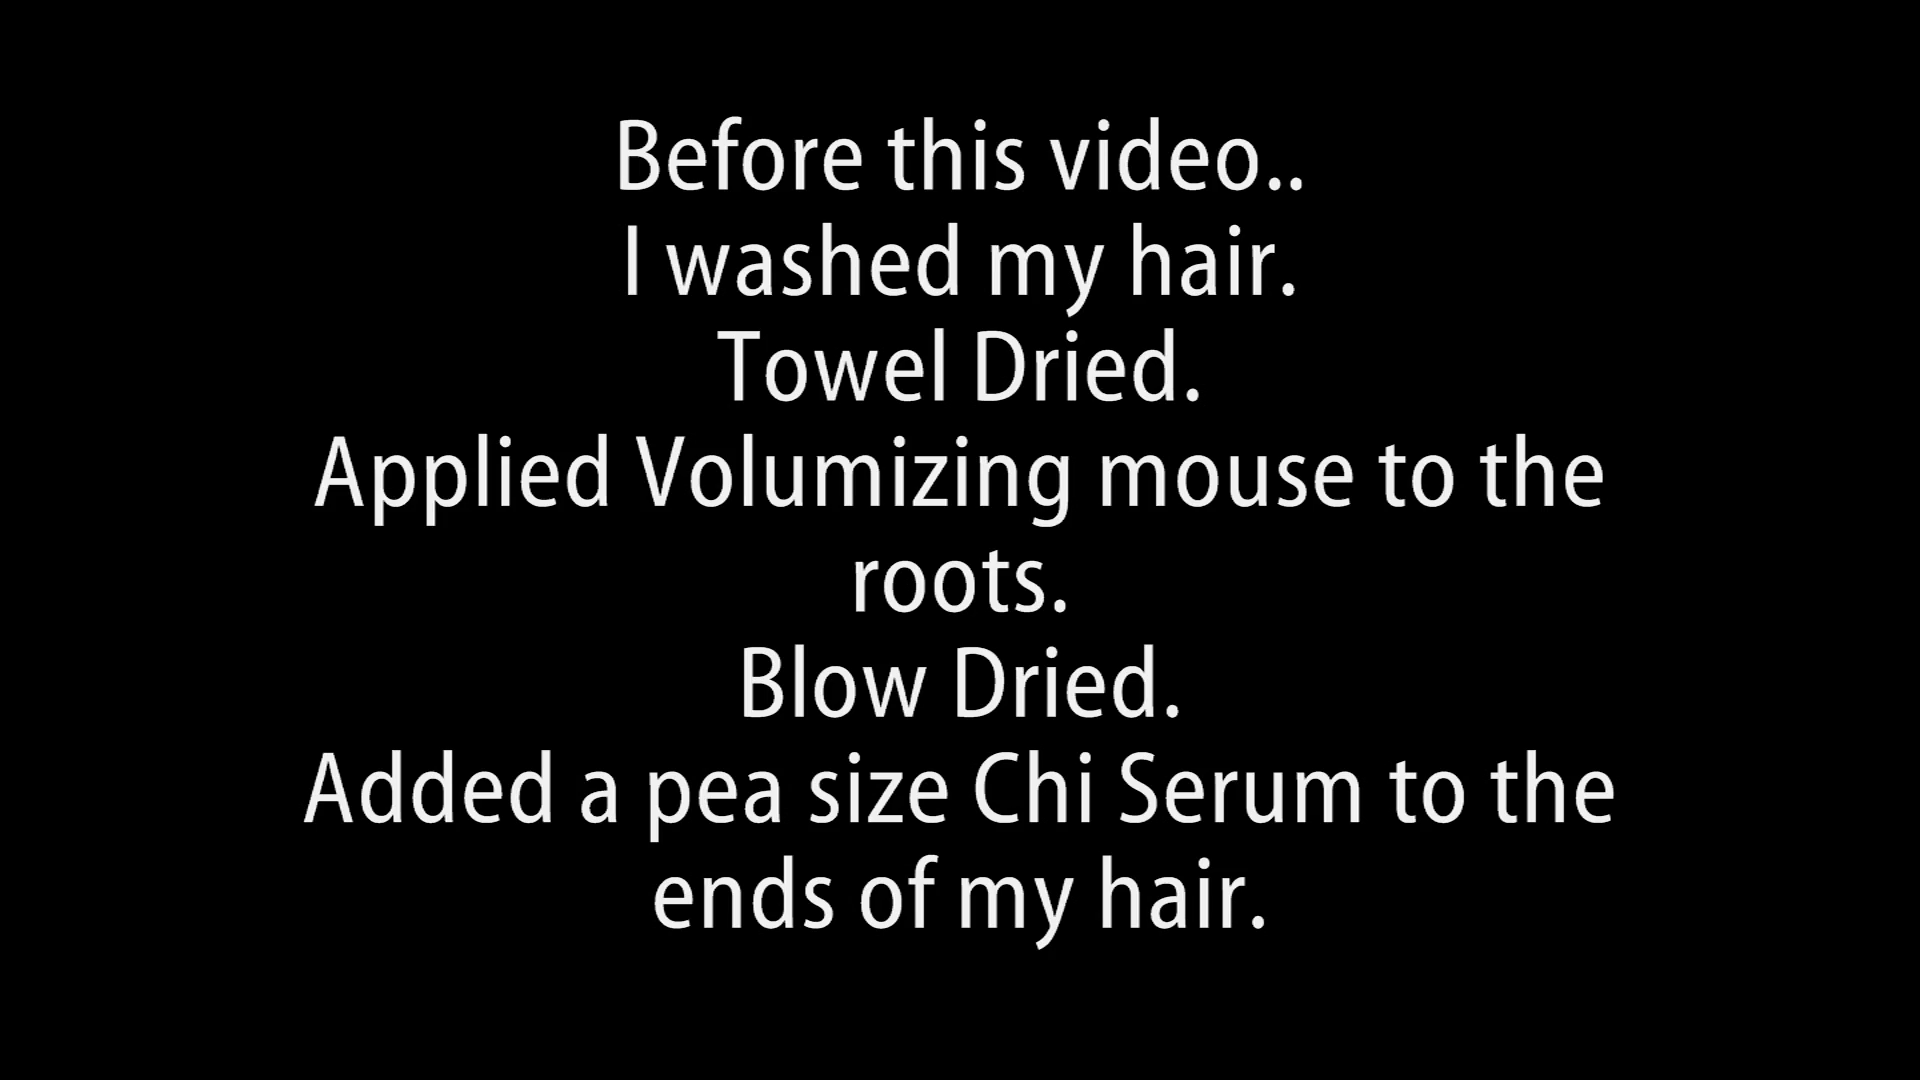 Before this video..
I washed my hair.
Towel Dried.
Applied Volumizing mouse to the
roots.
Blow Dried.
Added a pea size Chi Serum to the
ends of my hair.